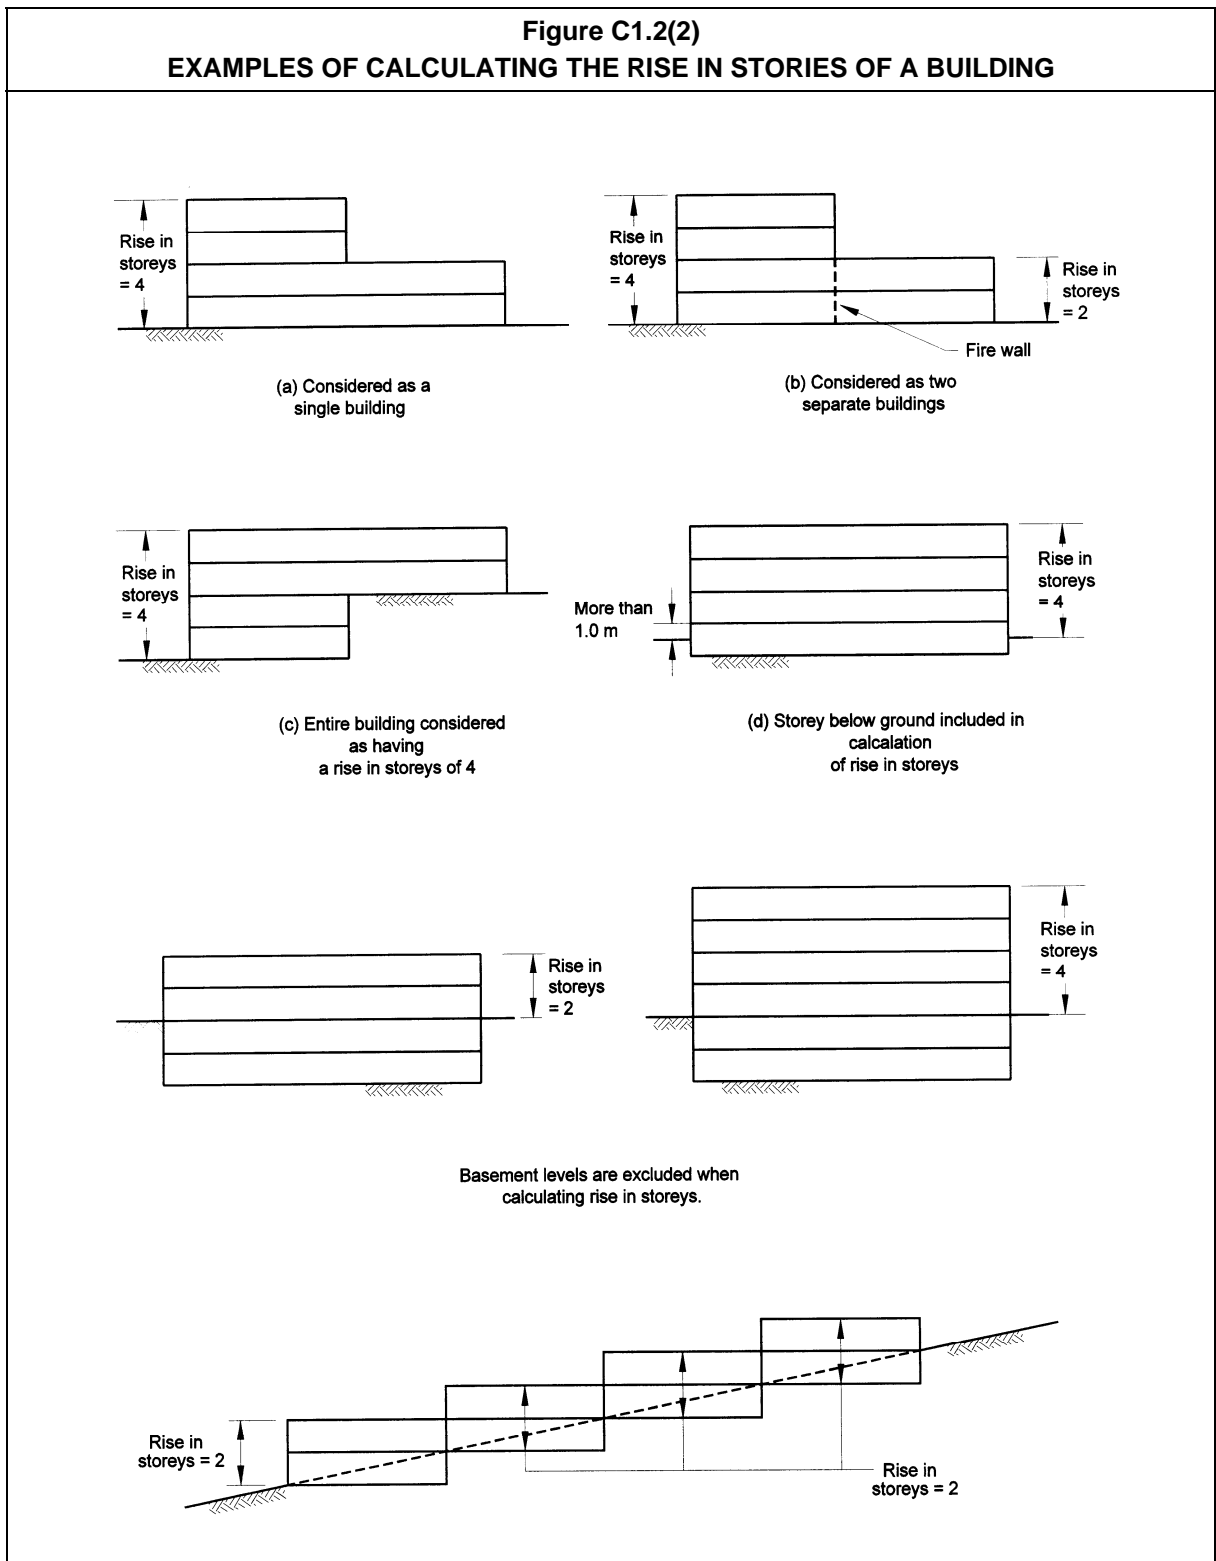 Figure C1.2(2)
EXAMPLES OF CALCULATING THE RISE IN STORIES OF A BUILDING
Rise in
storeys
= 4
(a) Considered as a
single building
Rise in
storeys
= 4
Rise in
storeys
= 2
Fire wall
(b) Considered as two
separate buildings
Rise in
storeys
= 4
(c) Entire building considered
as having
a rise in storeys of 4
More than
1.0 m
Rise in
storeys
= 4
(d) Storey below ground included in
calcalation
of rise in storeys
Rise in
storeys
= 2
Rise in
storeys
= 4
Basement levels are excluded when
calculating rise in storeys.
Rise in
storeys = 2
Rise in
storeys = 2